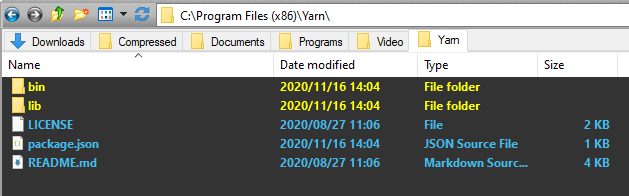 C:\Program Files (x86)\Yarn\
Downloads Compressed Documents Programs Video Yarn
Name Date modified Type Size
bin 2020/11/16 14:04 File folder
lib 2020/11/16 14:04 File folder
LICENSE 2020/08/27 11:06 File 2 KB
package.json 2020/11/16 14:04 JSON Source File 1 KB
README.md 2020/08/27 11:06 Markdown Sourc... 4 KB